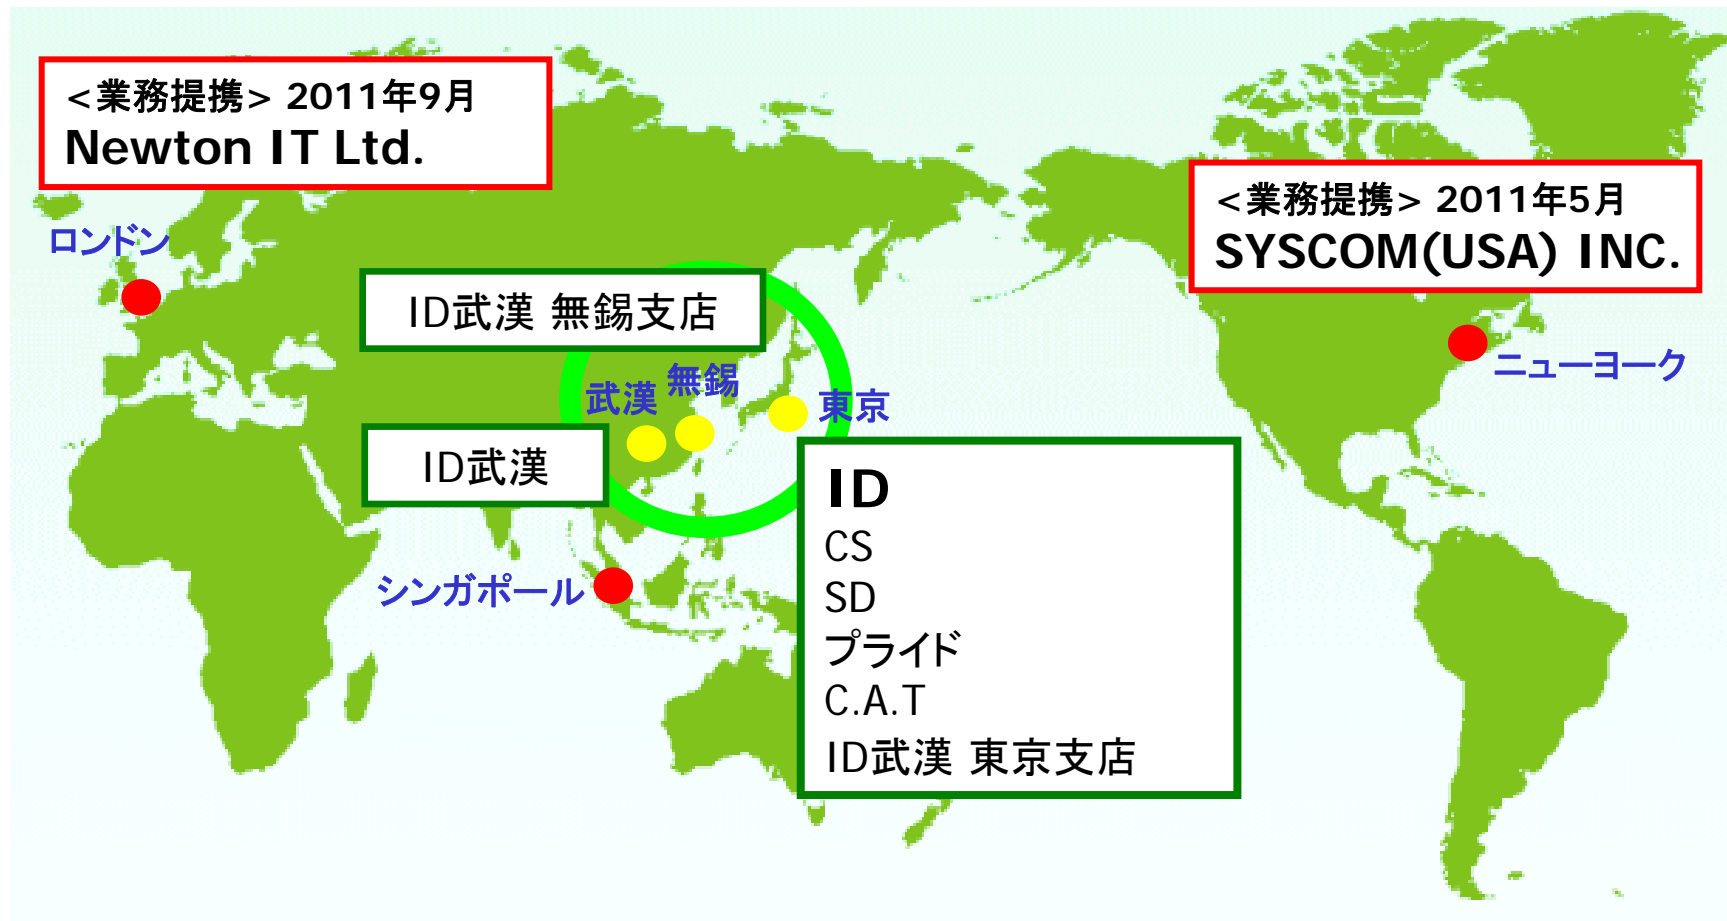 <業務提携> 2011年9月
Newton IT Ltd.
<業務提携> 2011年5月
SYSCOM(USA) INC.
ロンドン
ID武漢 無錫支店
ニューヨーク
武漢
無錫
東京
ID武漢
ID
CS
SD
プライド
C.A.T
ID武漢 東京支店
シンガポール